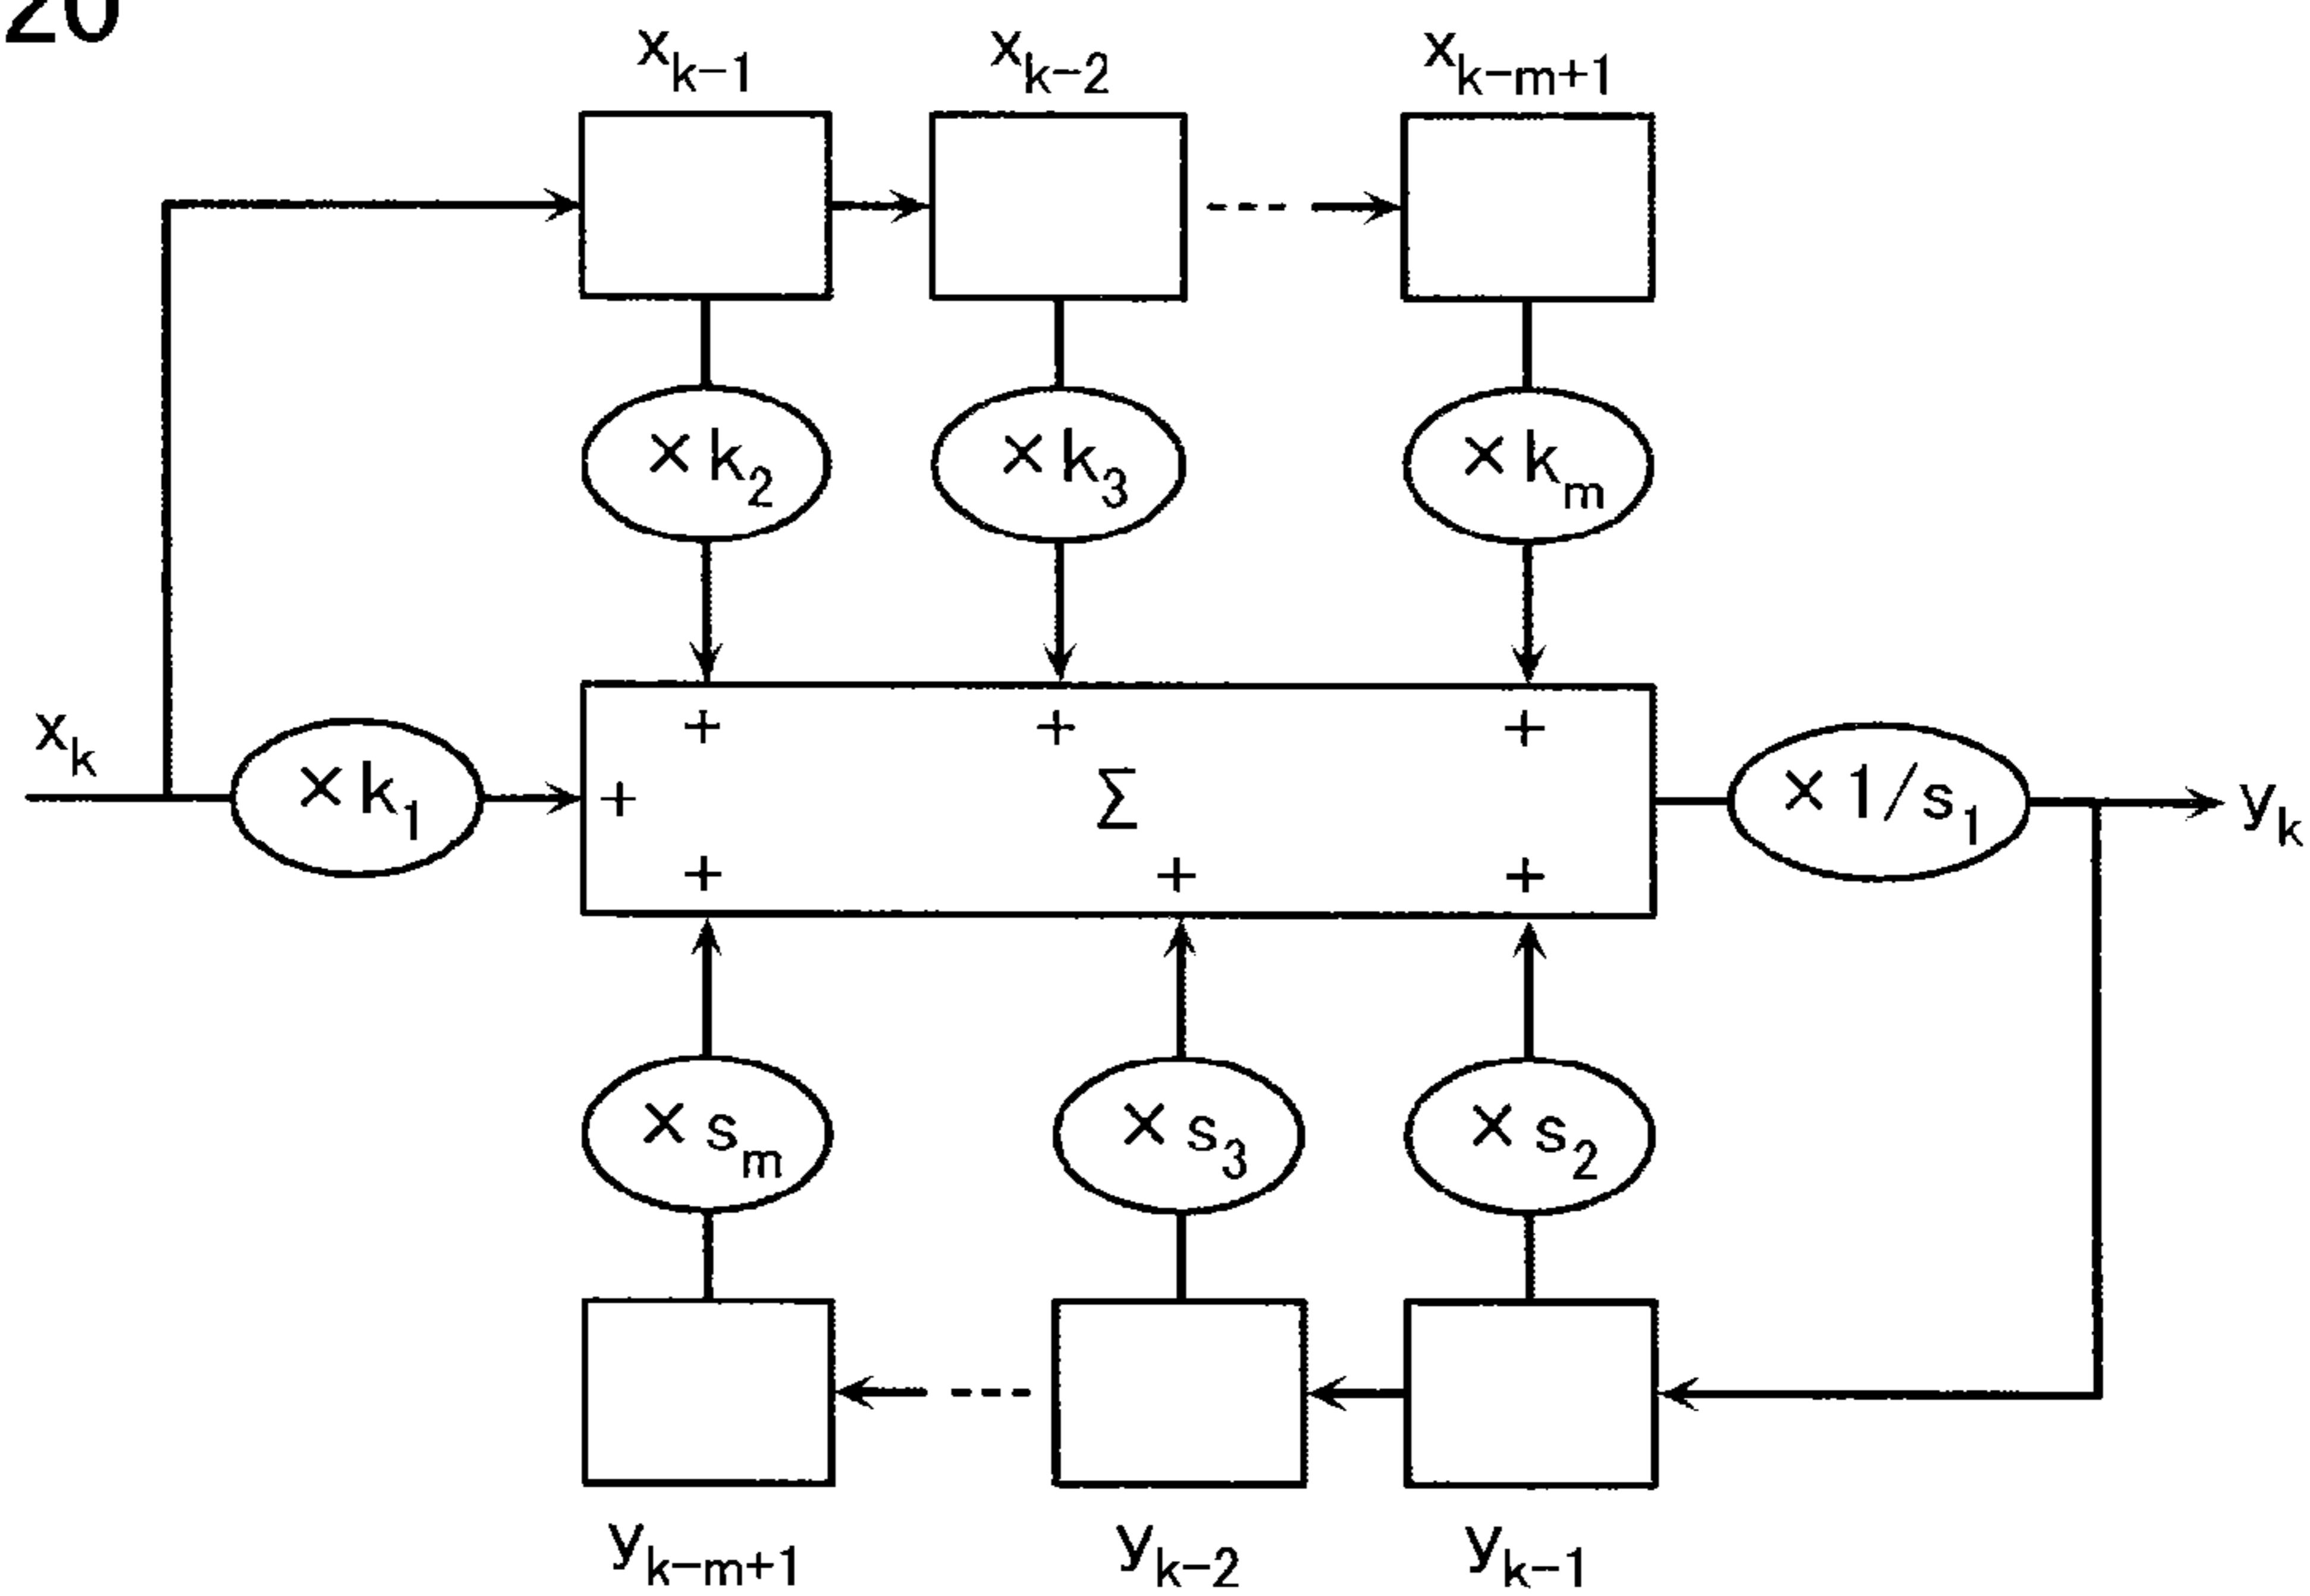 20
x_{k-1} x_{k-2} x_{k-m+1}
× k_2 × k_3 × k_m
x_k × k_1 + + + + Σ + + + × 1/s_1 y_k
× s_m × s_3 × s_2
y_{k-m+1} y_{k-2} y_{k-1}